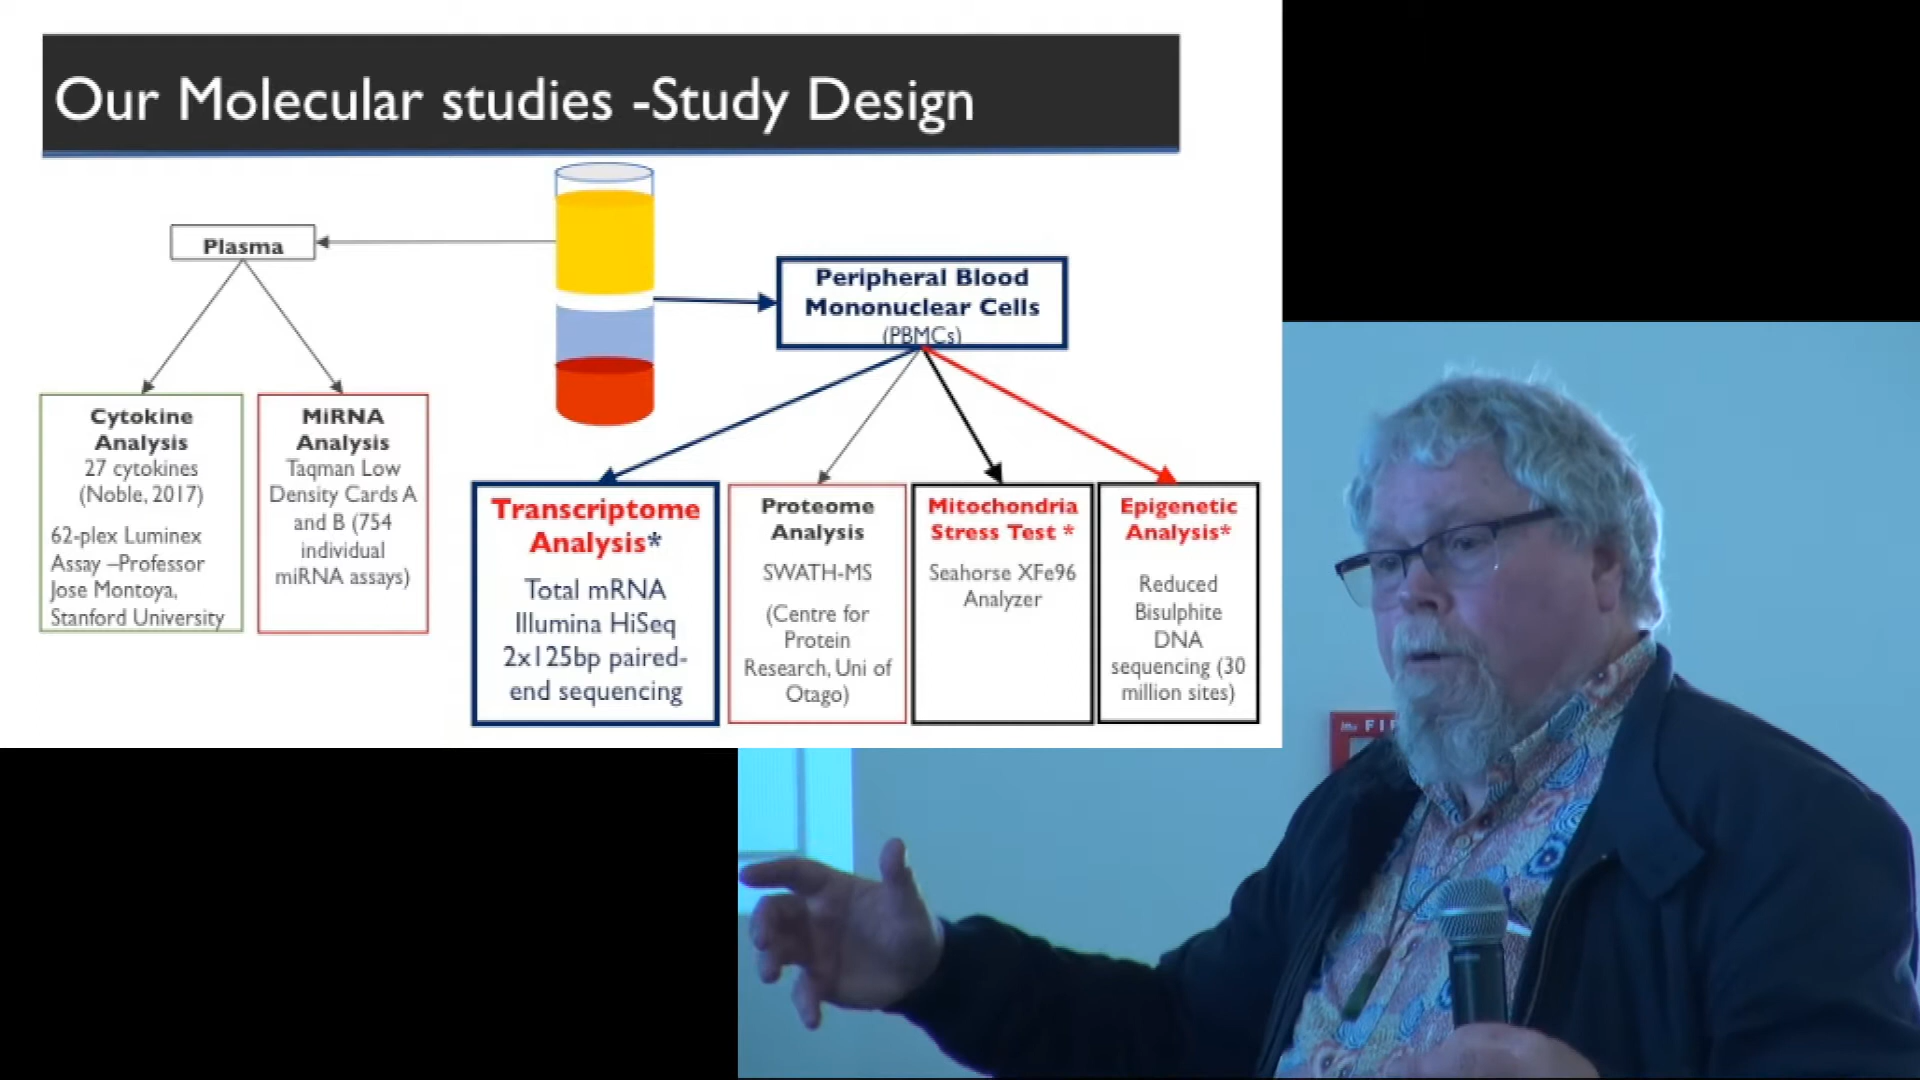 Our Molecular studies -Study Design
Plasma
Peripheral Blood
Mononuclear Cells
(PBMCs)
Cytokine
Analysis
27 cytokines
(Noble, 2017)
62-plex Luminex
Assay –Professor
Jose Montoya,
Stanford University
MiRNA
Analysis
Taqman Low
Density Cards A
and B (754
individual
miRNA assays)
Transcriptome
Analysis*
Total mRNA
Illumina HiSeq
2x125bp paired-
end sequencing
Proteome
Analysis
SWATH-MS
(Centre for
Protein
Research, Uni of
Otago)
Mitochondria
Stress Test *
Seahorse XFe96
Analyzer
Epigenetic
Analysis*
Reduced
Bisulphite
DNA
sequencing (30
million sites)